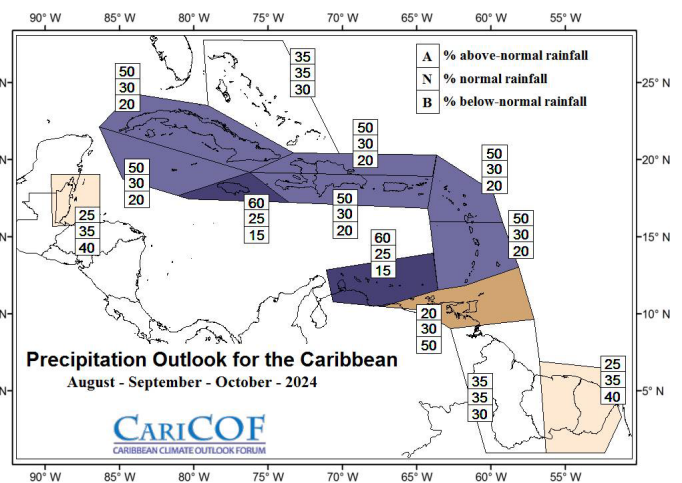 90° W 85° W 80° W 75° W 70° W 65° W 60° W 55° W
A % above-normal rainfall
N % normal rainfall
B % below-normal rainfall
35
35
30
50
30
20
50
30
20
50
30
20
50
30
20
50
30
20
60
25
15
50
30
20
25
35
40
60
25
15
20
30
50
35
35
30
25
35
40
N
25° N
N
20° N
N
15° N
N
10° N
N
5° N
Precipitation Outlook for the Caribbean
August - September - October - 2024
CARICOF
CARIBBEAN CLIMATE OUTLOOK FORUM
90° W 85° W 80° W 75° W 70° W 65° W 60° W 55° W